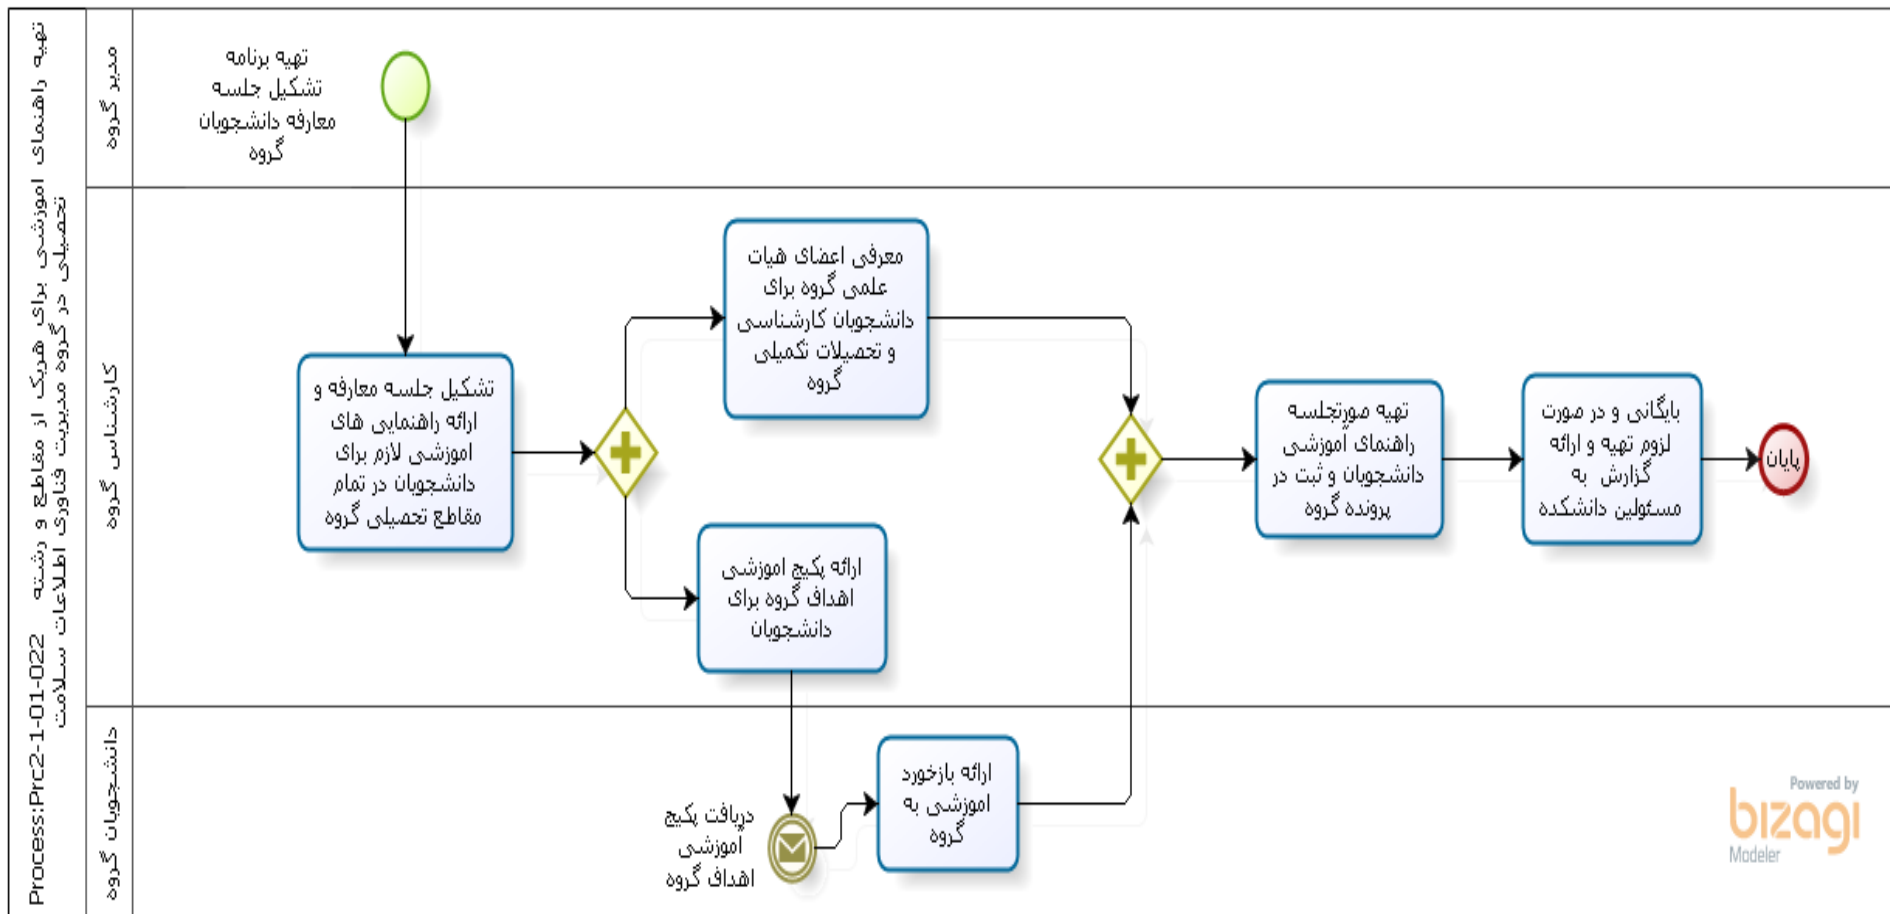 Process:Prc2-1-01-022 تهیه راهنمای اموزشی برای هریک از مقاطع و رشته
تحصیلی در گروه مدیریت فناوری اطلاعات سلامت
مدیر گروه
تهیه برنامه
تشکیل جلسه
معارفه دانشجویان
گروه
کارشناس گروه
تشکیل جلسه معارفه و
ارائه راهنمایی های
اموزشی لازم برای
دانشجویان در تمام
مقاطع تحصیلی گروه
معرفی اعضای هیات
علمی گروه برای
دانشجویان کارشناسی
و تحصیلات تکمیلی
گروه
ارائه پکیج اموزشی
اهداف گروه برای
دانشجویان
تهیه صورتجلسه
راهنمای آموزشی
دانشجویان و ثبت در
پرونده گروه
بایگانی و در صورت
لزوم تهیه و ارائه
گزارش به
مسئولین دانشکده
پایان
دانشجویان گروه
دریافت پکیج
آموزشی
اهداف گروه
ارائه بازخورد
اموزشی به
گروه
Powered by
bizagi
Modeler